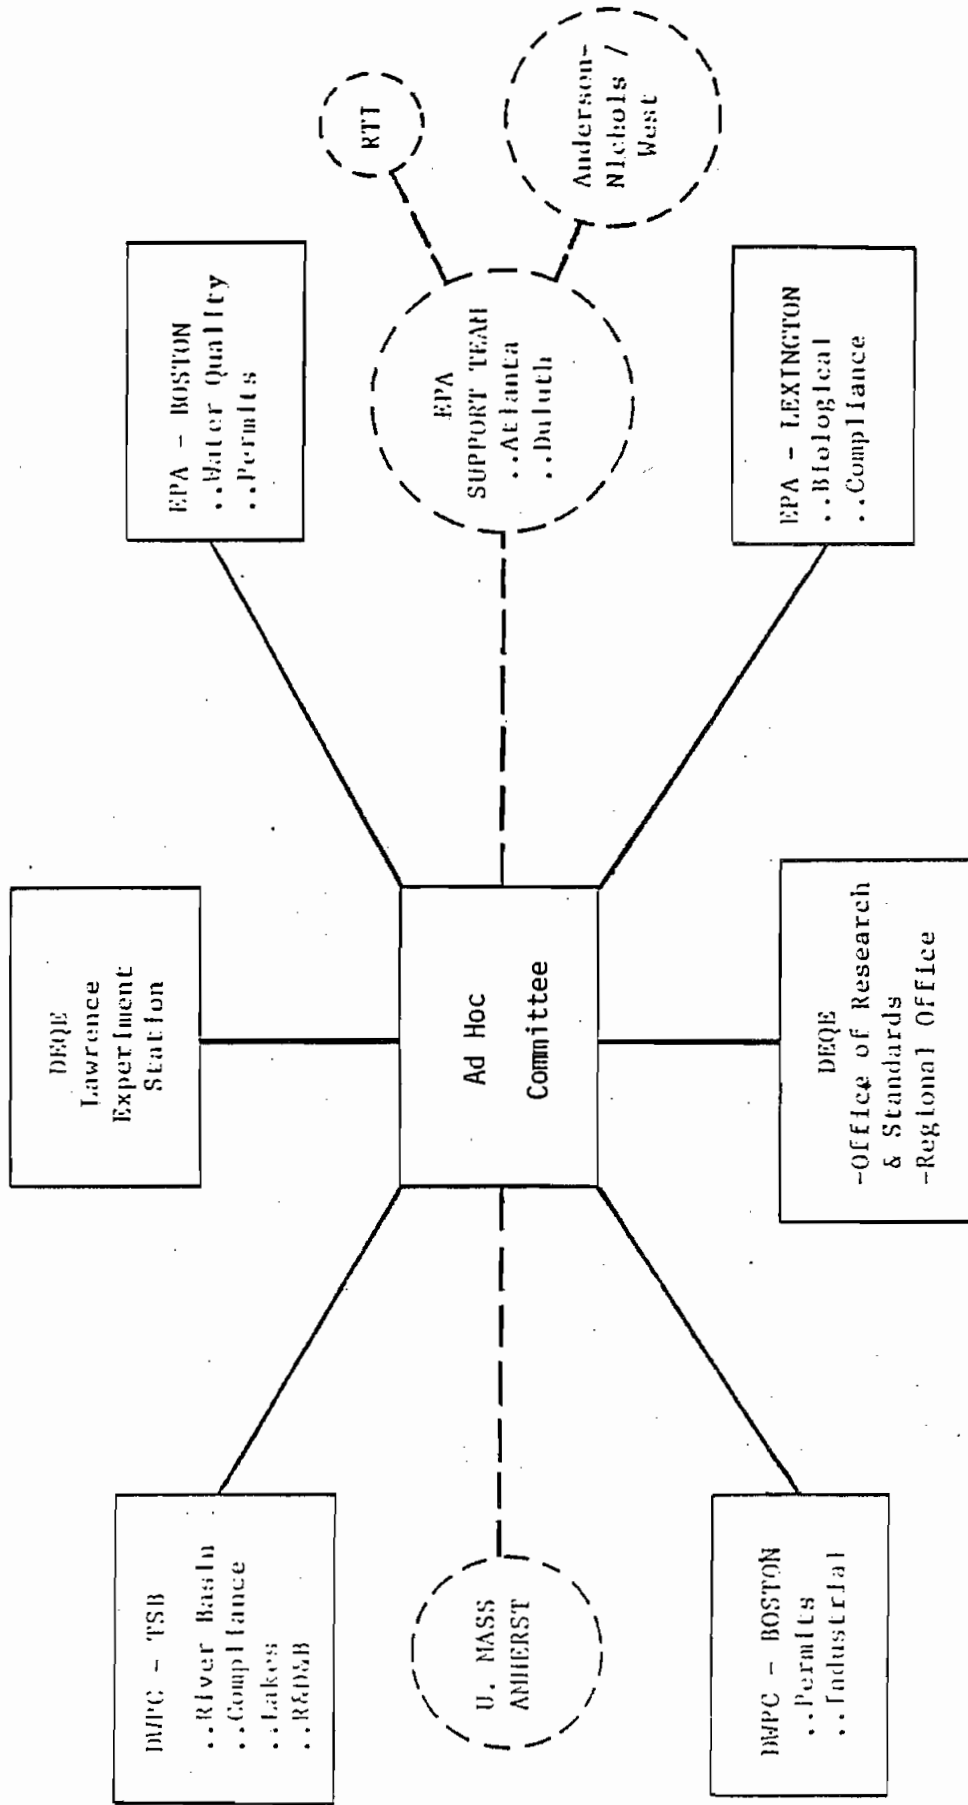 DWPC - TSB
..River Basin
..Compliance
..Lakes
..R&D&B
DEQE
Lawrence
Experiment
Station
EPA - BOSTON
..Water Quality
..Permits
U. MASS
AMHERST
Ad Hoc
Committee
EPA
SUPPORT TEAM
..Atlanta
..Duluth
RTI
Anderson-
Nichols /
West
DWPC - BOSTON
..Permits
..Industrial
DEQE
-Office of Research
& Standards
-Regional Office
EPA - LEXINGTON
..Biological
..Compliance